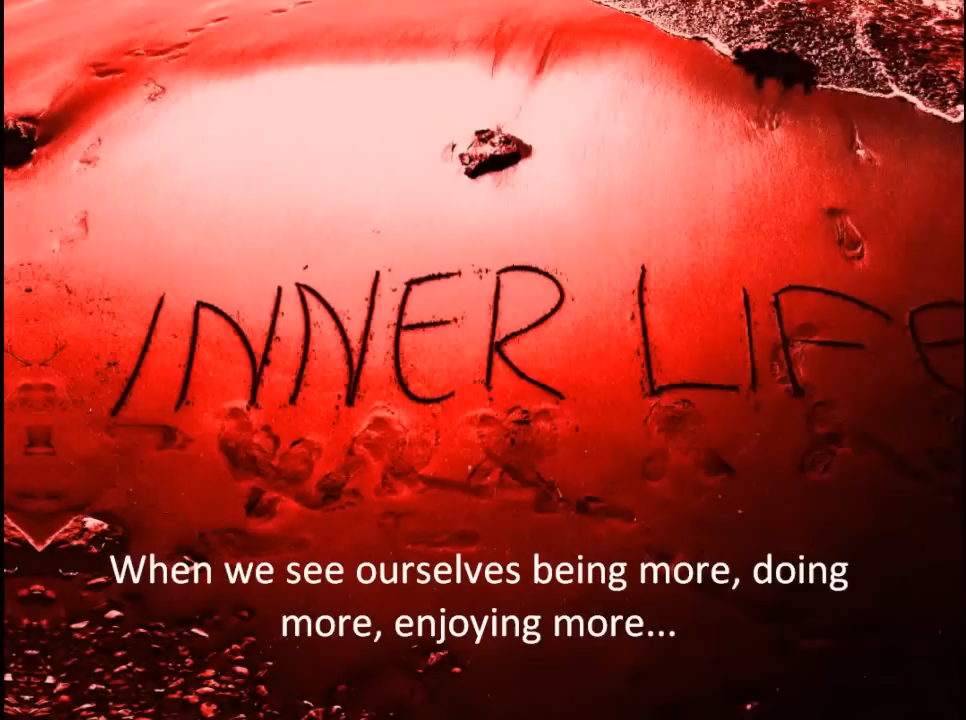 INNER LIFE
When we see ourselves being more, doing
more, enjoying more...